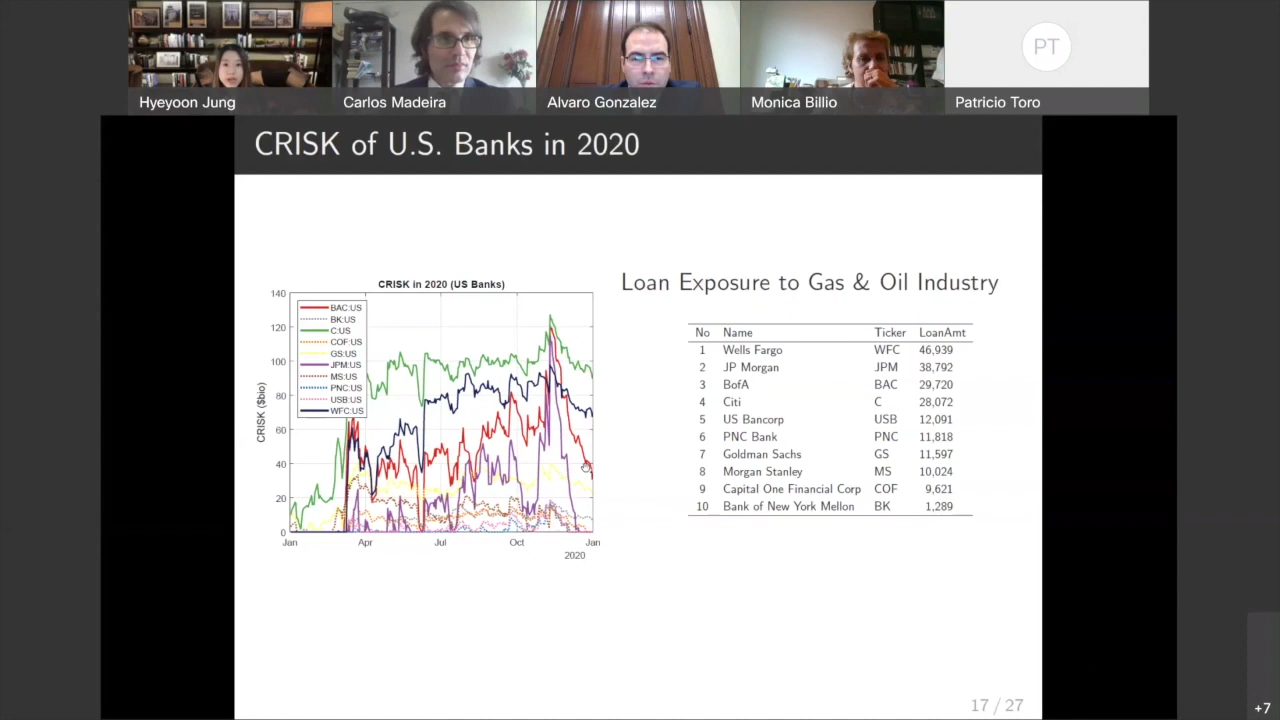 PT
Hyeyoon Jung
Carlos Madeira
Alvaro Gonzalez
Monica Billio
Patricio Toro
CRISK of U.S. Banks in 2020
CRISK in 2020 (US Banks)
CRISK ($bio)
140
120
100
80
60
40
20
0
BAC:US
BK:US
C:US
COF:US
GS:US
JPM:US
MS:US
PNC:US
USB:US
WFC:US
Jan Apr Jul Oct Jan
2020
Loan Exposure to Gas & Oil Industry
No Name Ticker LoanAmt
1 Wells Fargo WFC 46,939
2 JP Morgan JPM 38,792
3 BofA BAC 29,720
4 Citi C 28,072
5 US Bancorp USB 12,091
6 PNC Bank PNC 11,818
7 Goldman Sachs GS 11,597
8 Morgan Stanley MS 10,024
9 Capital One Financial Corp COF 9,621
10 Bank of New York Mellon BK 1,289
17 / 27
+7